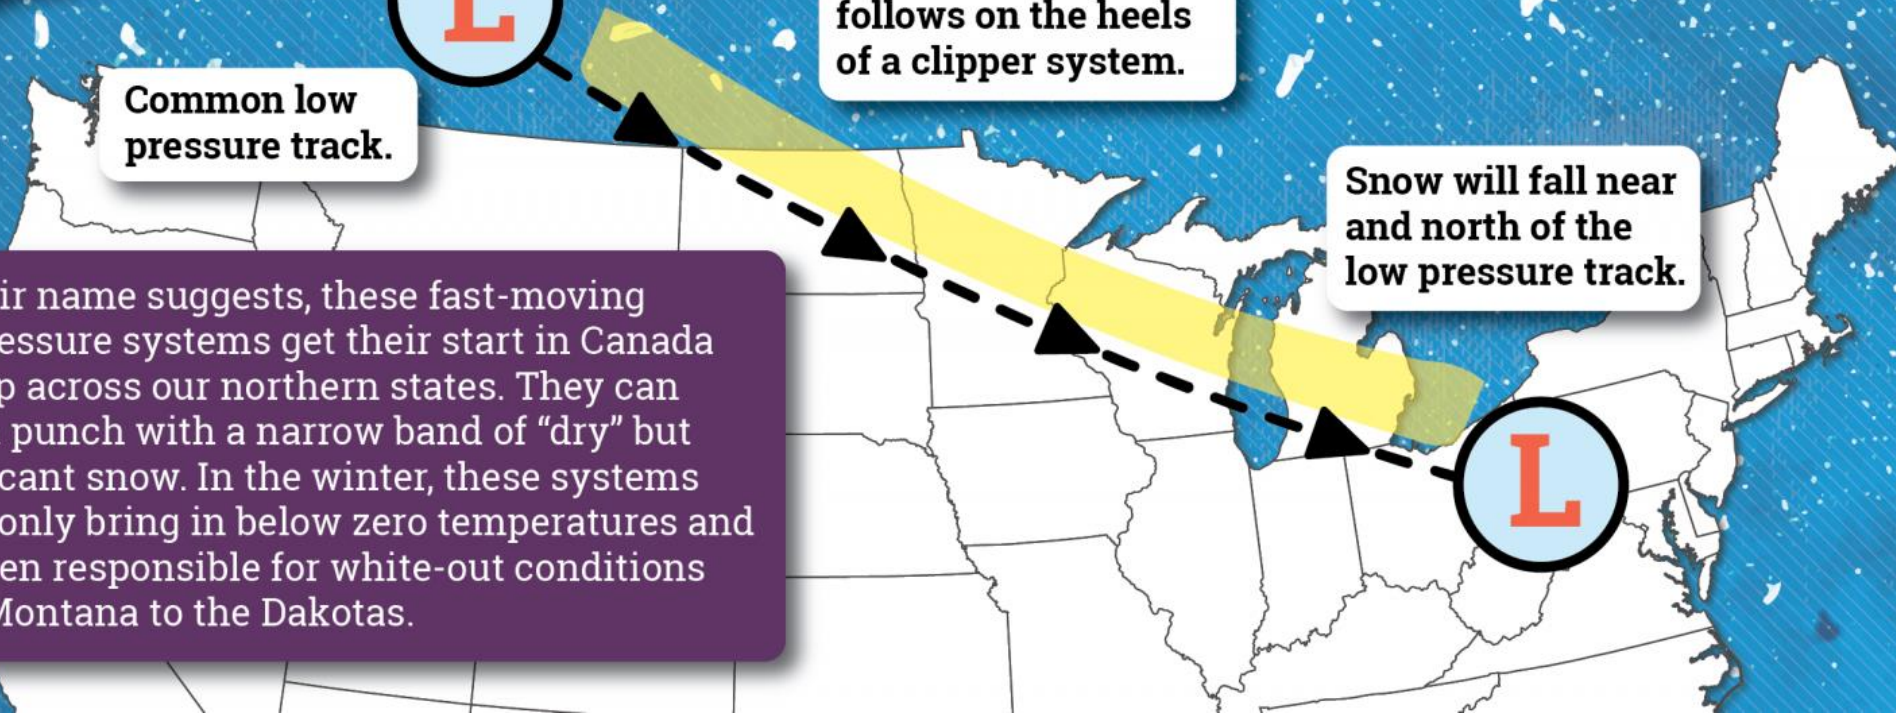 L
follows on the heels
of a clipper system.
Common low
pressure track.
Snow will fall near
and north of the
low pressure track.
ir name suggests, these fast-moving
essure systems get their start in Canada
p across our northern states. They can
punch with a narrow band of “dry” but
cant snow. In the winter, these systems
only bring in below zero temperatures and
en responsible for white-out conditions
Montana to the Dakotas.
L